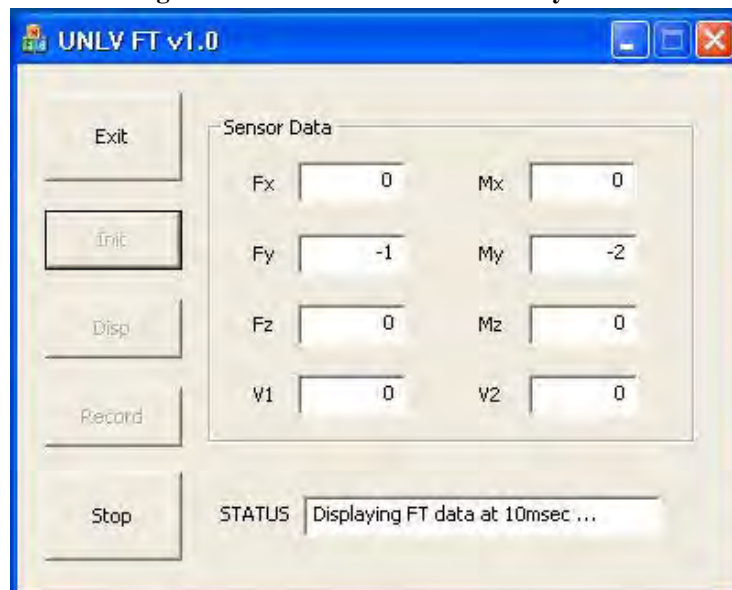 UNLV FT v1.0
Exit
Sensor Data
Fx 0 Mx 0
Init
Fy -1 My -2
Disp
Fz 0 Mz 0
Record
V1 0 V2 0
Stop
STATUS Displaying FT data at 10msec ...